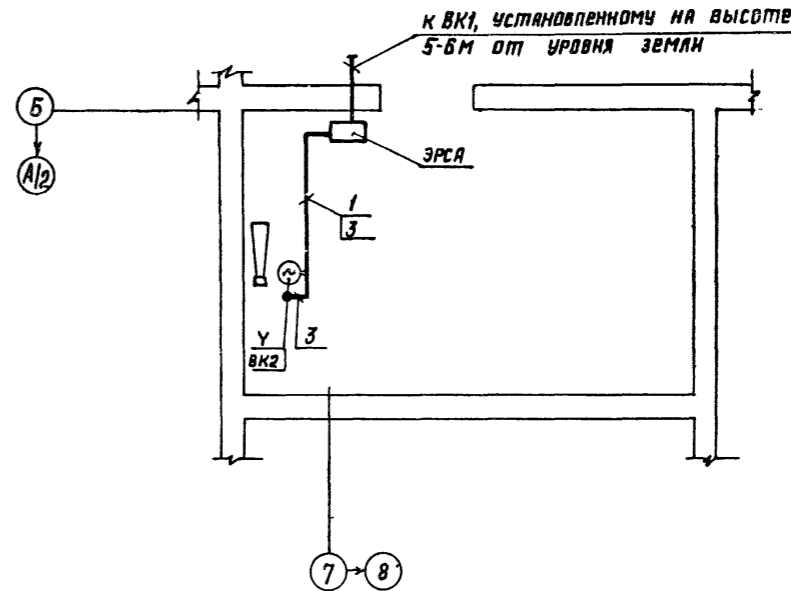 к ВК1, установленному на высоте
5-6м от уровня земли
Б
А/2
ЭРСА
1
3
~
Y
3
ВК2
7
8